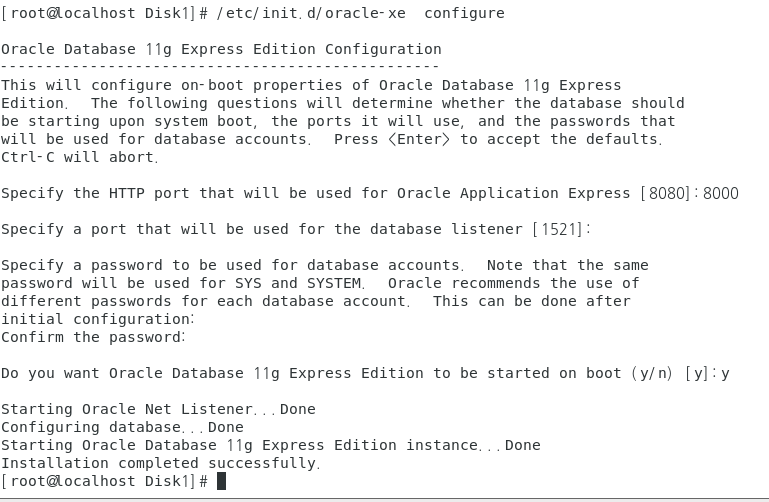 [root@localhost Disk1]# /etc/init.d/oracle-xe  configure
Oracle Database 11g Express Edition Configuration
-------------------------------------------------
This will configure on-boot properties of Oracle Database 11g Express
Edition.  The following questions will determine whether the database should
be starting upon system boot, the ports it will use, and the passwords that
will be used for database accounts.  Press <Enter> to accept the defaults.
Ctrl-C will abort.
Specify the HTTP port that will be used for Oracle Application Express [8080]:8000
Specify a port that will be used for the database listener [1521]:
Specify a password to be used for database accounts.  Note that the same
password will be used for SYS and SYSTEM.  Oracle recommends the use of
different passwords for each database account.  This can be done after
initial configuration:
Confirm the password:
Do you want Oracle Database 11g Express Edition to be started on boot (y/n) [y]:y
Starting Oracle Net Listener...Done
Configuring database...Done
Starting Oracle Database 11g Express Edition instance...Done
Installation completed successfully.
[root@localhost Disk1]#